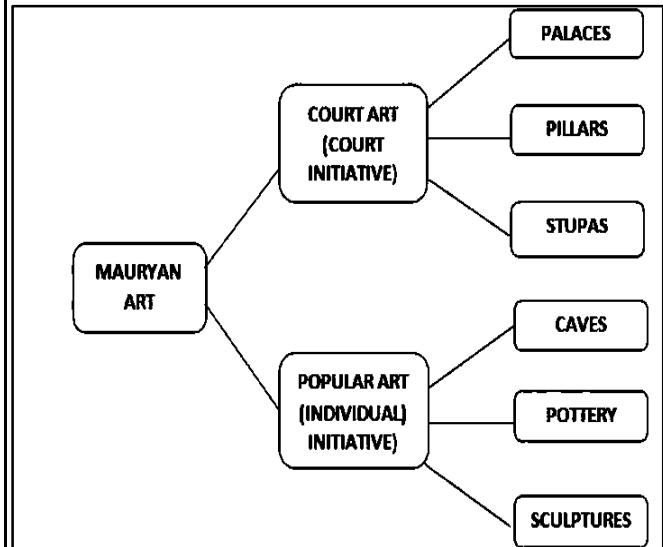 MAURYAN
ART
COURT ART
(COURT
INITIATIVE)
PALACES
PILLARS
STUPAS
POPULAR ART
(INDIVIDUAL)
INITIATIVE)
CAVES
POTTERY
SCULPTURES